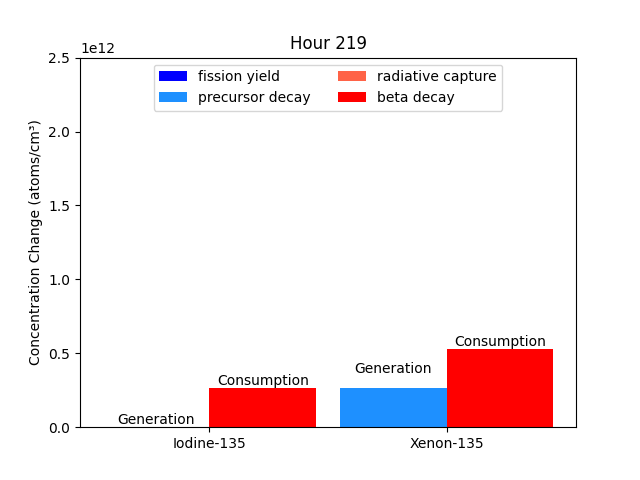 Hour 219
1e12
fission yield
precursor decay
radiative capture
beta decay
Concentration Change (atoms/cm³)
2.5
2.0
1.5
1.0
0.5
0.0
Generation
Consumption
Generation
Consumption
Iodine-135
Xenon-135